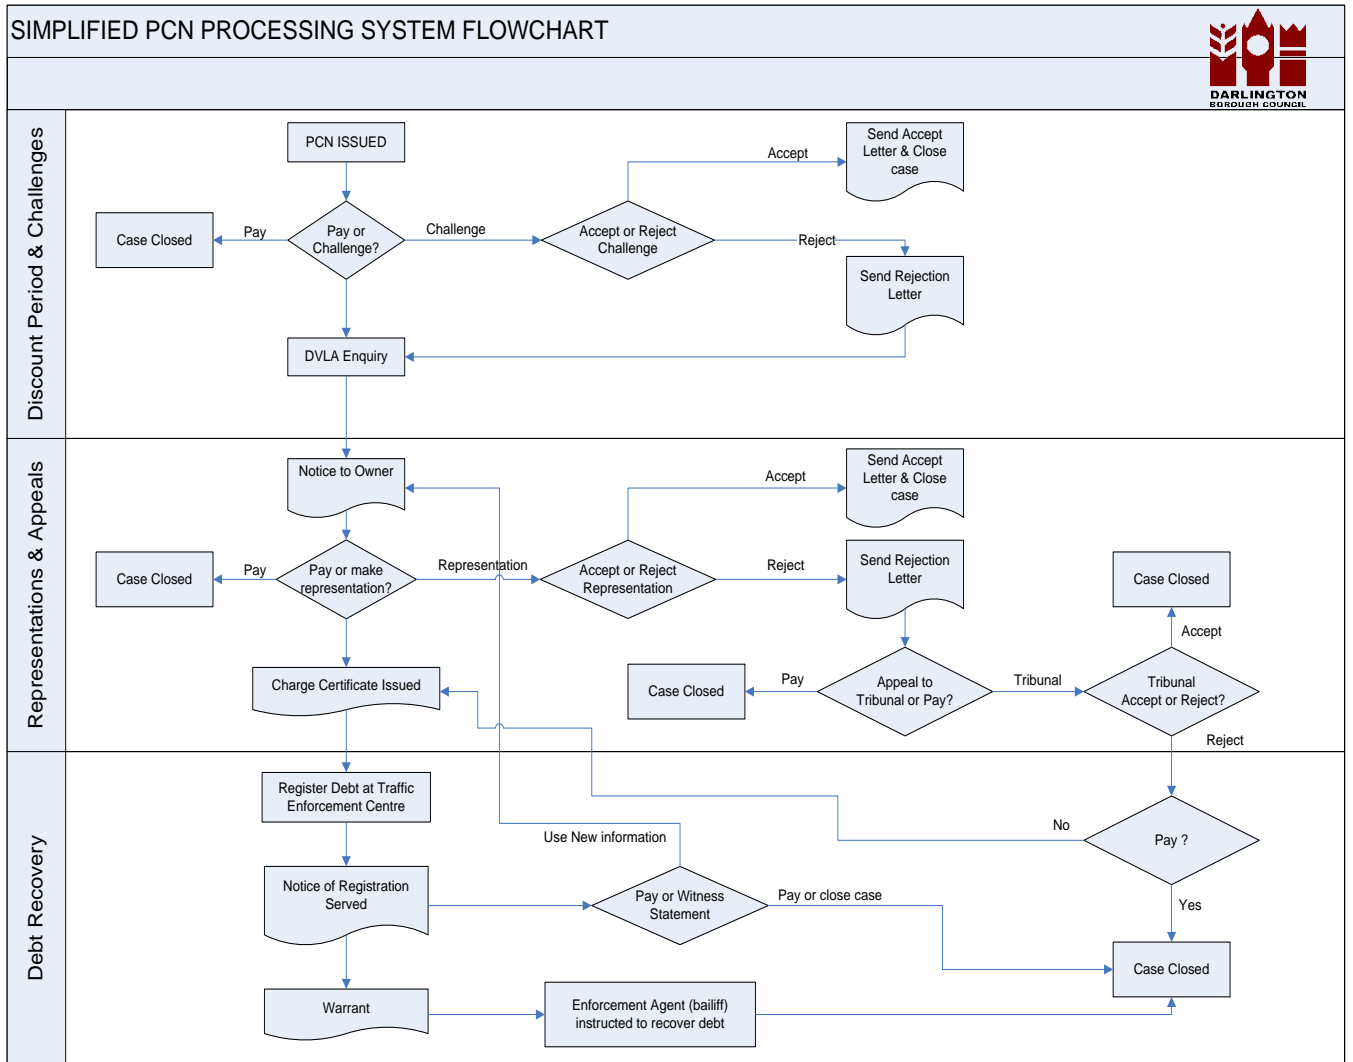 SIMPLIFIED PCN PROCESSING SYSTEM FLOWCHART
DARLINGTON
BOROUGH COUNCIL
Discount Period & Challenges
PCN ISSUED
Send Accept
Letter & Close
case
Accept
Case Closed
Pay
Pay or
Challenge?
Challenge
Accept or Reject
Challenge
Reject
Send Rejection
Letter
DVLA Enquiry
Representations & Appeals
Notice to Owner
Send Accept
Letter & Close
case
Accept
Case Closed
Pay
Pay or make
representation?
Representation
Accept or Reject
Representation
Reject
Send Rejection
Letter
Case Closed
Accept
Charge Certificate Issued
Case Closed
Pay
Appeal to
Tribunal or Pay?
Tribunal
Tribunal
Accept or Reject?
Reject
Debt Recovery
Register Debt at Traffic
Enforcement Centre
Use New information
No
Pay ?
Notice of Registration
Served
Pay or Witness
Statement
Pay or close case
Yes
Case Closed
Warrant
Enforcement Agent (bailiff)
instructed to recover debt